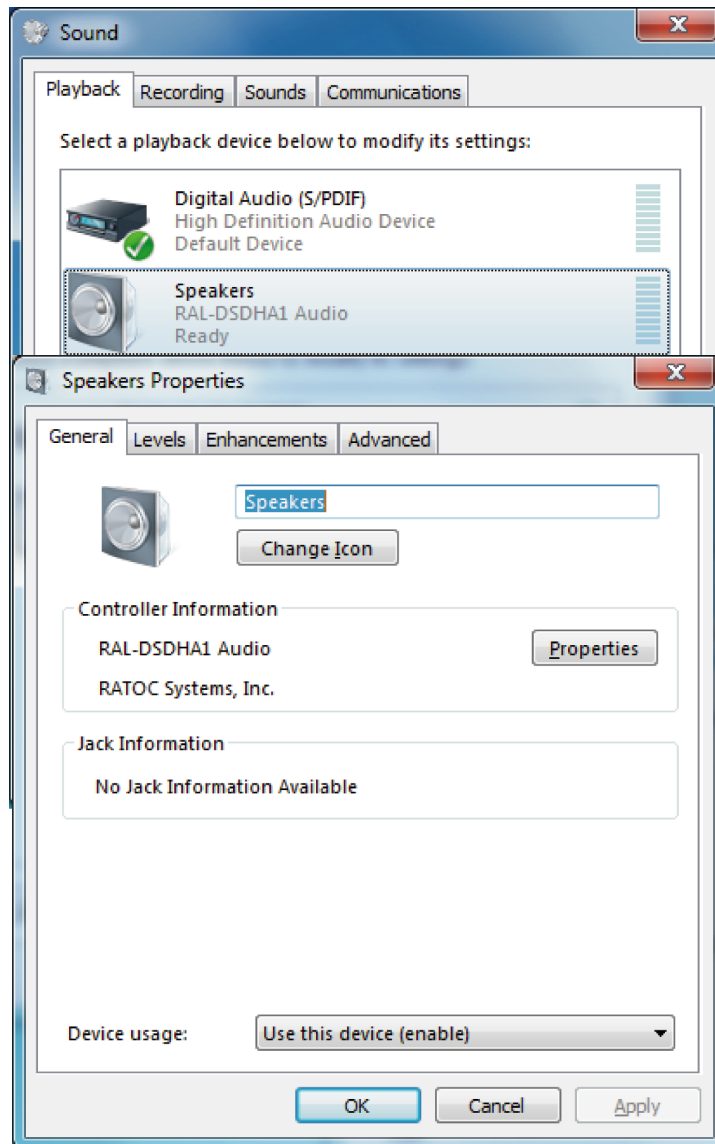 Sound
Playback Recording Sounds Communications
Select a playback device below to modify its settings:
Digital Audio (S/PDIF)
High Definition Audio Device
Default Device
Speakers
RAL-DSDHA1 Audio
Ready
Speakers Properties
General Levels Enhancements Advanced
Speakers
Change Icon
Controller Information
RAL-DSDHA1 Audio Properties
RATOC Systems, Inc.
Jack Information
No Jack Information Available
Device usage: Use this device (enable)
OK Cancel Apply